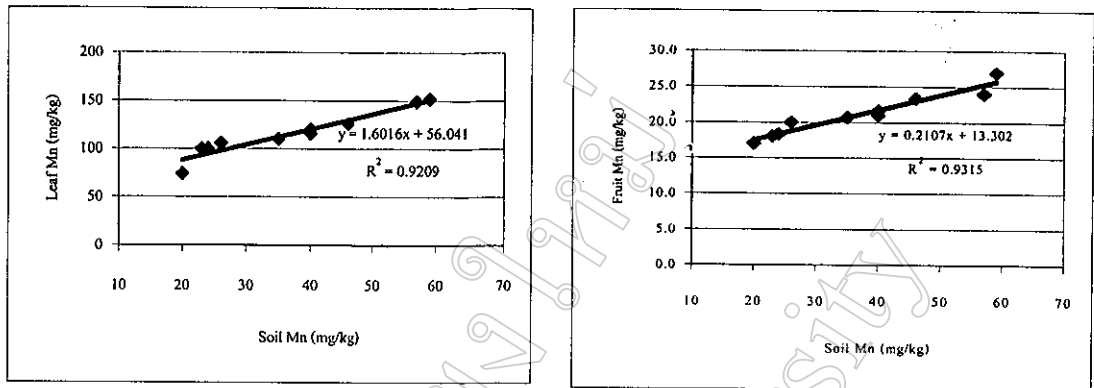 200
150
100
50
0
Leaf Mn (mg/kg)
y = 1.6016x + 56.041
R² = 0.9209
10 20 30 40 50 60 70
Soil Mn (mg/kg)
30.0
25.0
20.0
15.0
10.0
5.0
0.0
Fruit Mn (mg/kg)
y = 0.2107x + 13.302
R² = 0.9315
10 20 30 40 50 60 70
Soil Mn (mg/kg)